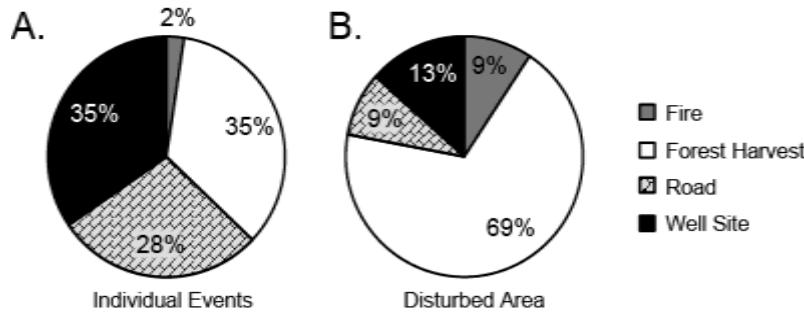 A.
2%
35%
35%
28%
Individual Events
B.
13%
9%
9%
69%
Disturbed Area
Fire
Forest Harvest
Road
Well Site